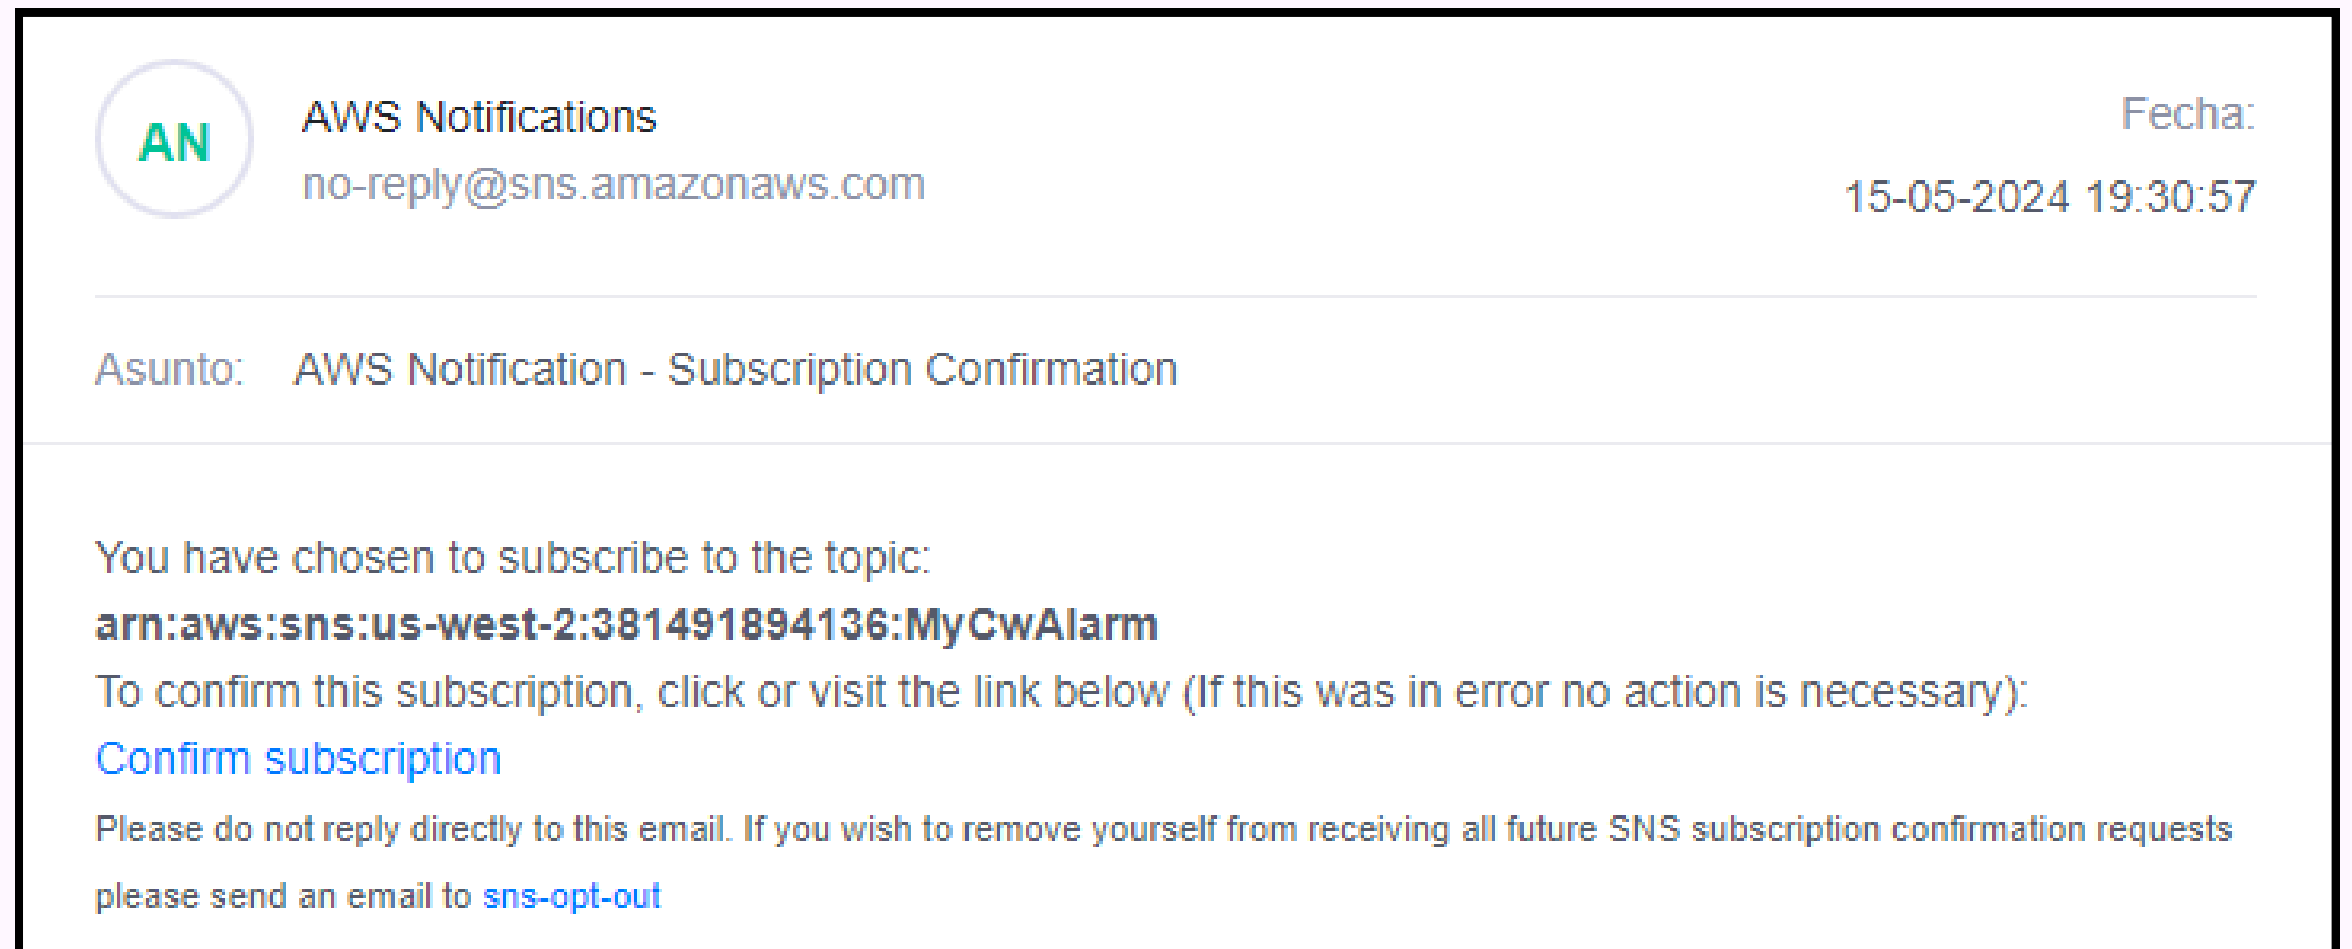 AN
AWS Notifications
no-reply@sns.amazonaws.com
Fecha:
15-05-2024 19:30:57
Asunto: AWS Notification - Subscription Confirmation
You have chosen to subscribe to the topic:
arn:aws:sns:us-west-2:381491894136:MyCwAlarm
To confirm this subscription, click or visit the link below (If this was in error no action is necessary):
Confirm subscription
Please do not reply directly to this email. If you wish to remove yourself from receiving all future SNS subscription confirmation requests
please send an email to sns-opt-out